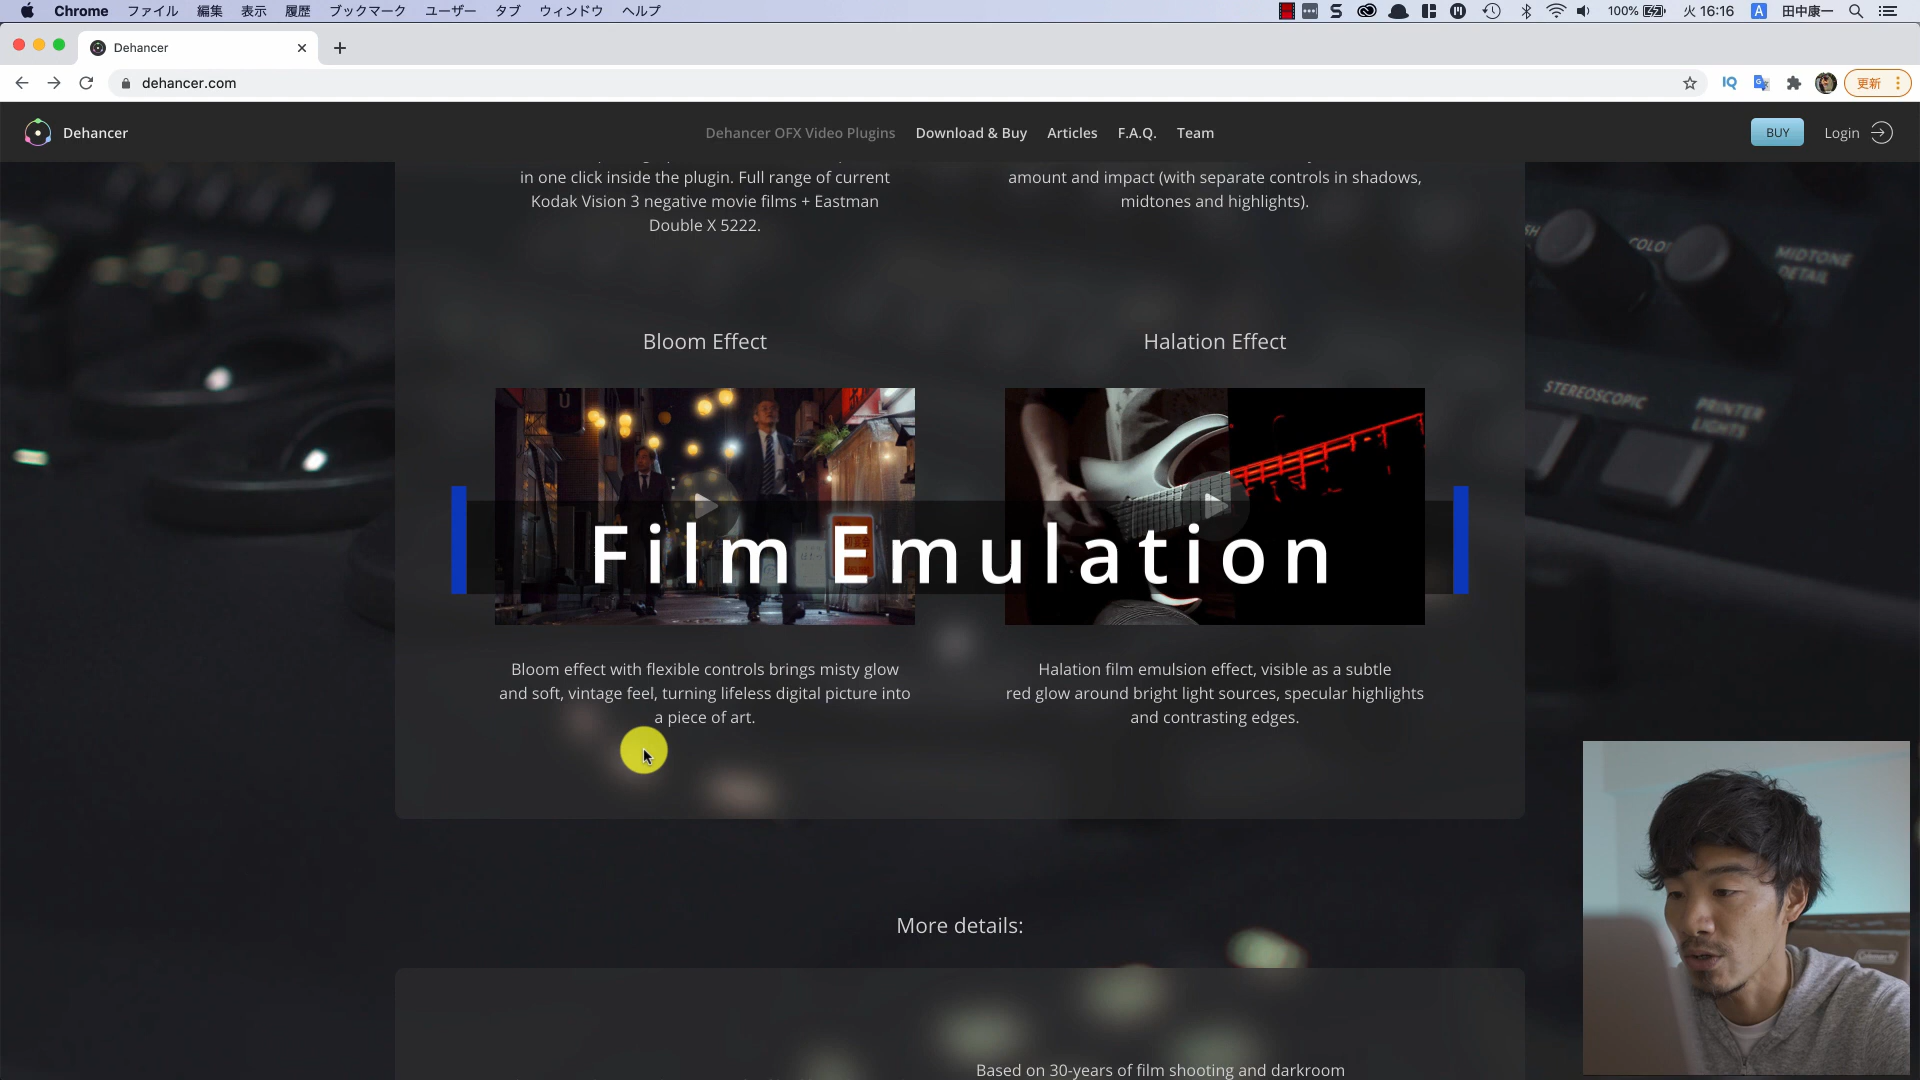 Chrome ファイル 編集 表示 履歴 ブックマーク ユーザー タブ ウィンドウ ヘルプ
100% 火 16:16 A 田中康一
Dehancer
dehancer.com
IQ
更新
Dehancer
Dehancer OFX Video Plugins Download & Buy Articles F.A.Q. Team
BUY Login
in one click inside the plugin. Full range of current
Kodak Vision 3 negative movie films + Eastman
Double X 5222.
amount and impact (with separate controls in shadows,
midtones and highlights).
MIDTONE
DETAIL
STEREOSCOPIC
PRINTER
LIGHTS
Bloom Effect
Halation Effect
Film Emulation
Bloom effect with flexible controls brings misty glow
and soft, vintage feel, turning lifeless digital picture into
a piece of art.
Halation film emulsion effect, visible as a subtle
red glow around bright light sources, specular highlights
and contrasting edges.
More details:
Based on 30-years of film shooting and darkroom